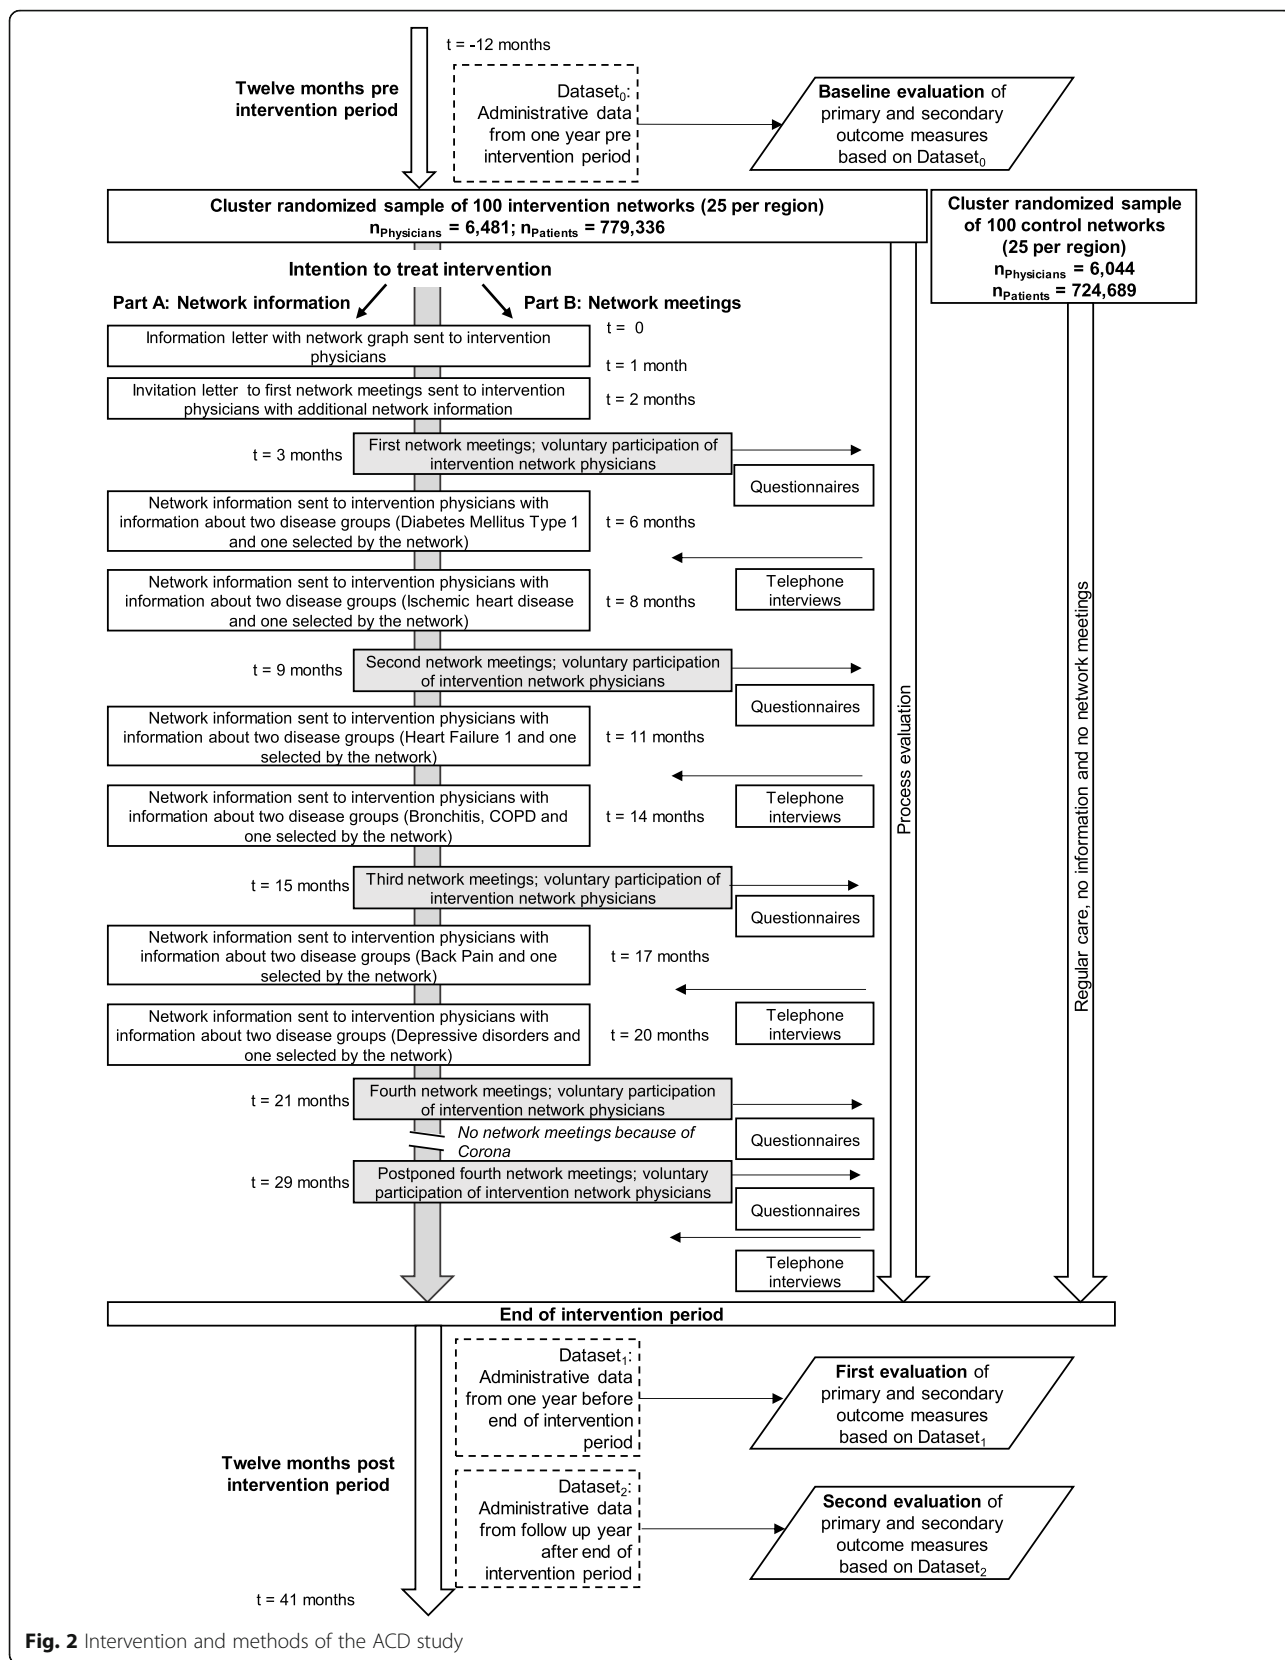 t = -12 months
Twelve months pre
intervention period
Dataset0:
Administrative data
from one year pre
intervention period
Baseline evaluation of
primary and secondary
outcome measures
based on Dataset0
Cluster randomized sample of 100 intervention networks (25 per region)
nPhysicians = 6,481; nPatients = 779,336
Cluster randomized sample
of 100 control networks
(25 per region)
nPhysicians = 6,044
nPatients = 724,689
Intention to treat intervention
Part A: Network information
Part B: Network meetings
t = 0
Information letter with network graph sent to intervention
physicians
t = 1 month
Invitation letter to first network meetings sent to intervention
physicians with additional network information
t = 2 months
t = 3 months
First network meetings; voluntary participation of
intervention network physicians
Questionnaires
Network information sent to intervention physicians with
information about two disease groups (Diabetes Mellitus Type 1
and one selected by the network)
t = 6 months
Telephone
interviews
Network information sent to intervention physicians with
information about two disease groups (Ischemic heart disease
and one selected by the network)
t = 8 months
t = 9 months
Second network meetings; voluntary participation
of intervention network physicians
Questionnaires
Network information sent to intervention physicians with
information about two disease groups (Heart Failure 1 and one
selected by the network)
t = 11 months
Telephone
interviews
Network information sent to intervention physicians with
information about two disease groups (Bronchitis, COPD and
one selected by the network)
t = 14 months
t = 15 months
Third network meetings; voluntary participation of
intervention network physicians
Questionnaires
Network information sent to intervention physicians with
information about two disease groups (Back Pain and one
selected by the network)
t = 17 months
Telephone
interviews
Network information sent to intervention physicians with
information about two disease groups (Depressive disorders and
one selected by the network)
t = 20 months
t = 21 months
Fourth network meetings; voluntary participation
of intervention network physicians
Questionnaires
No network meetings because of
Corona
t = 29 months
Postponed fourth network meetings; voluntary
participation of intervention network physicians
Questionnaires
Telephone
interviews
Process evaluation
Regular care, no information and no network meetings
End of intervention period
Dataset1:
Administrative data
from one year before
end of intervention
period
First evaluation of
primary and secondary
outcome measures
based on Dataset1
Twelve months post
intervention period
Dataset2:
Administrative data
from follow up year
after end of
intervention period
Second evaluation of
primary and secondary
outcome measures
based on Dataset2
t = 41 months
Fig. 2 Intervention and methods of the ACD study